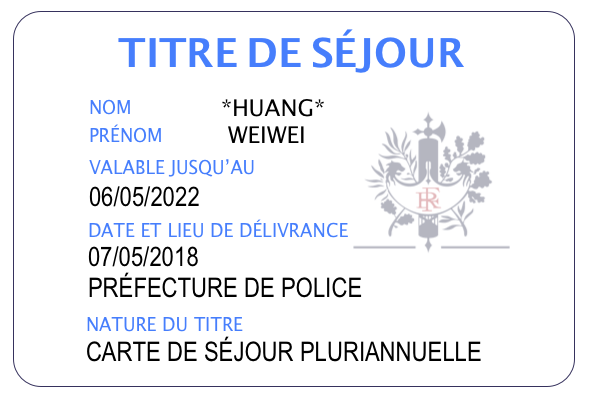 TITRE DE SÉJOUR
NOM *HUANG*
PRÉNOM WEIWEI
VALABLE JUSQU’AU
06/05/2022
DATE ET LIEU DE DÉLIVRANCE
07/05/2018
PRÉFECTURE DE POLICE
NATURE DU TITRE
CARTE DE SÉJOUR PLURIANNUELLE
RF